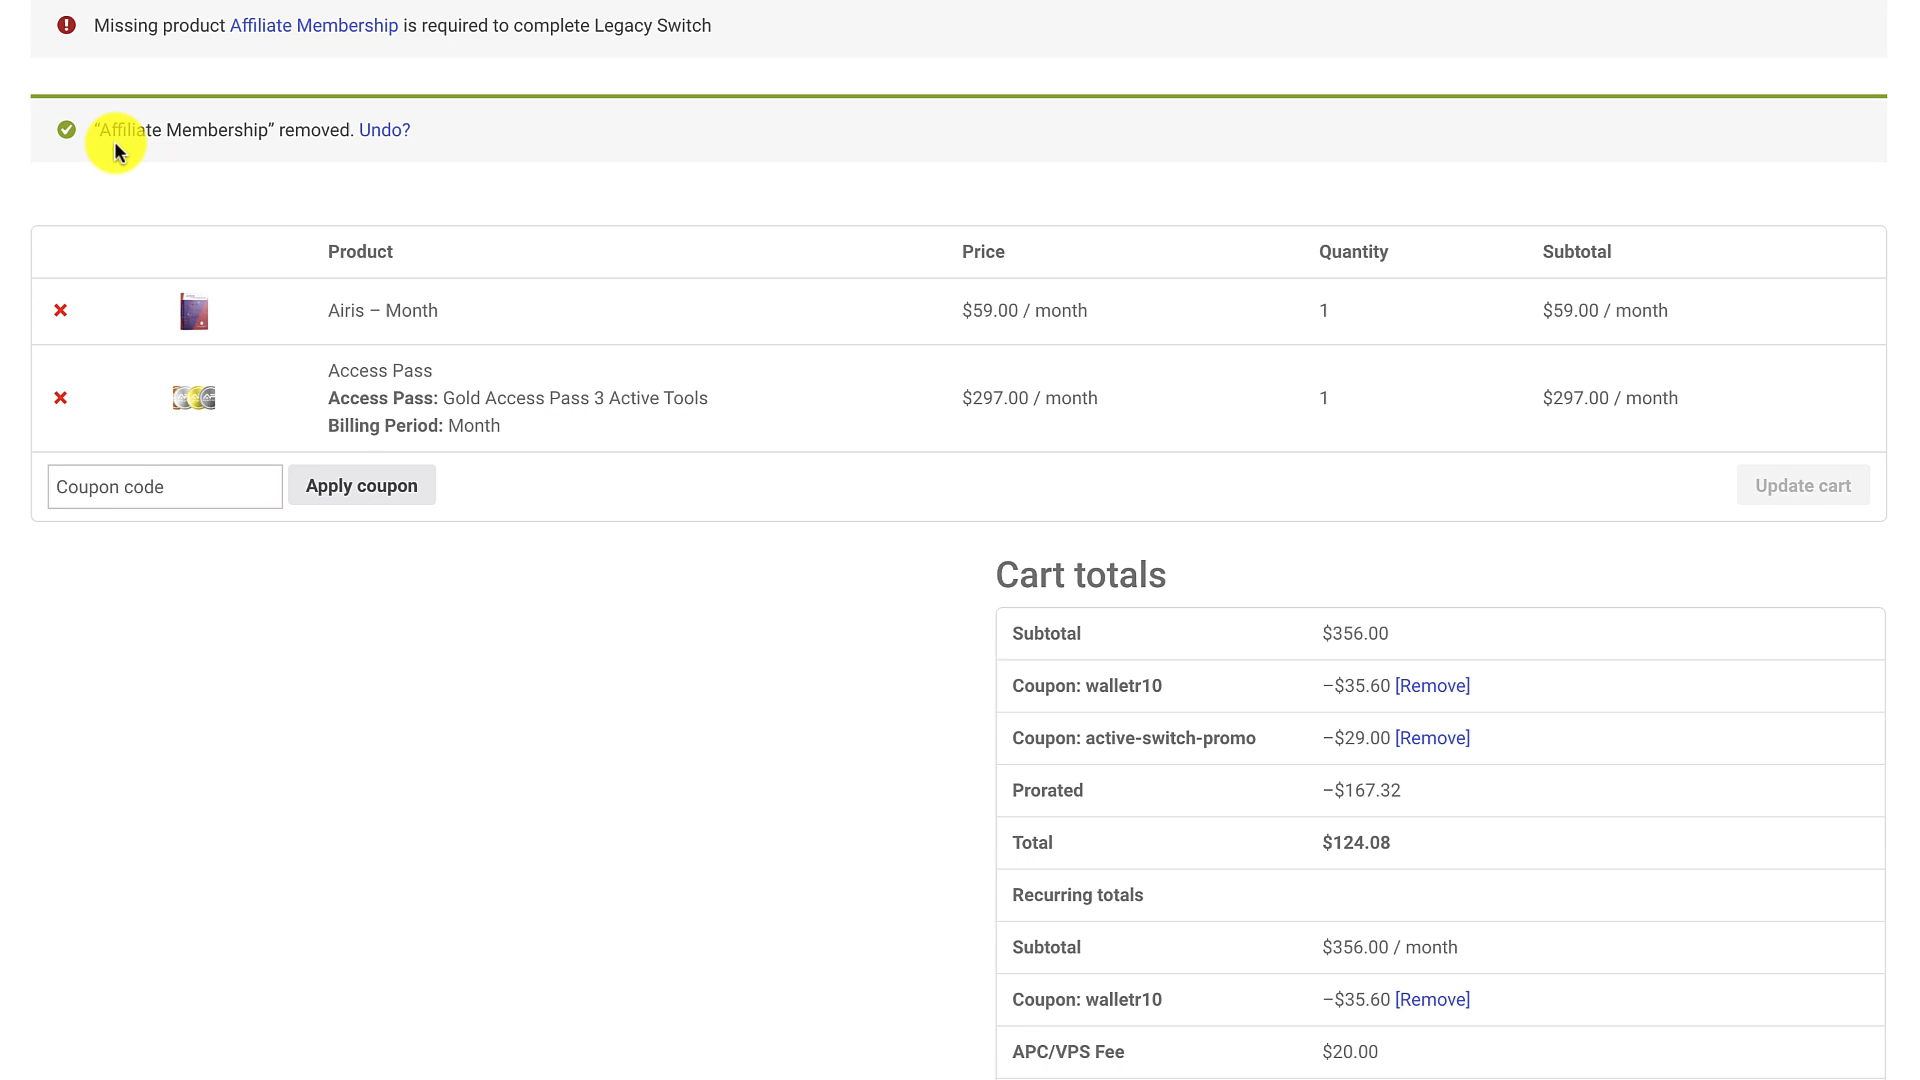 Missing product Affiliate Membership is required to complete Legacy Switch
“Affiliate Membership” removed. Undo?
Product Price Quantity Subtotal
Airis – Month $59.00 / month 1 $59.00 / month
Access Pass
Access Pass: Gold Access Pass 3 Active Tools $297.00 / month 1 $297.00 / month
Billing Period: Month
Coupon code Apply coupon Update cart
Cart totals
Subtotal $356.00
Coupon: walletr10 –$35.60 [Remove]
Coupon: active-switch-promo –$29.00 [Remove]
Prorated –$167.32
Total $124.08
Recurring totals
Subtotal $356.00 / month
Coupon: walletr10 –$35.60 [Remove]
APC/VPS Fee $20.00